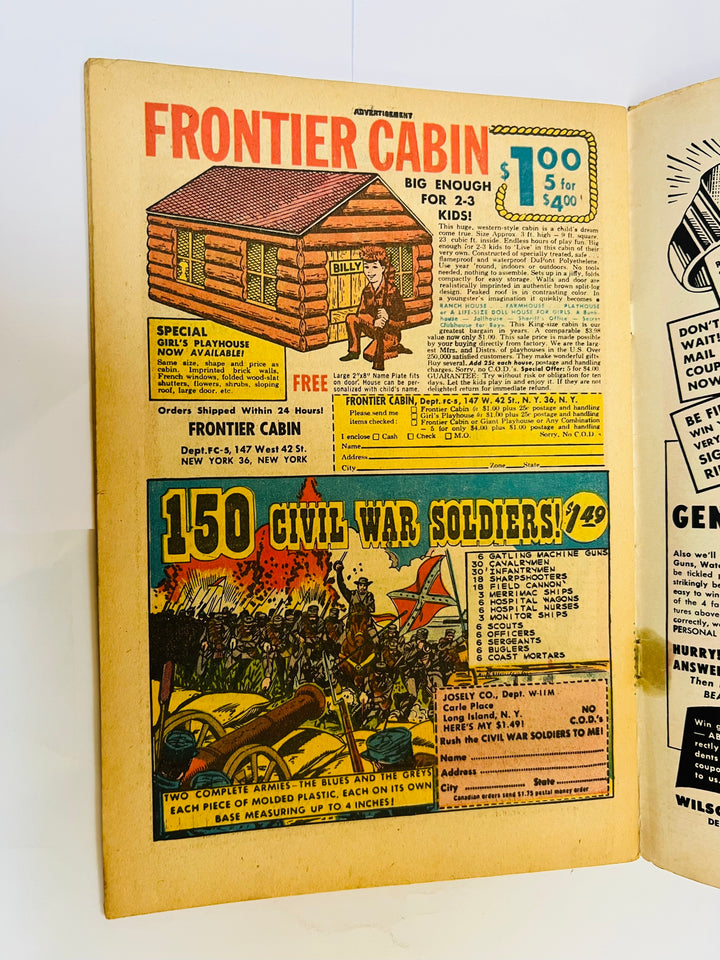 ADVERTISEMENT
FRONTIER CABIN
$1.00
5 for
$4.00
BIG ENOUGH
FOR 2-3
KIDS!
BILLY
This huge, western-style cabin is a child's dream
come true. Size Approx. 3 ft. high — 9 ft. square,
23 cubic ft. inside. Endless hours of play fun. Big
enough for 2-3 kids to 'Live' in this cabin of their
very own. Constructed of specially treated, safe
flameproof and waterproof DuPont Polyethelene.
Use year 'round, indoors or outdoors. No tools
needed, nothing to assemble. Sets up in a jiffy, folds
compactly for easy storage. Walls and door are
realistically imprinted in authentic brown split-log
design. Peaked roof is in contrasting color. In
a youngster's imagination it quickly becomes a
RANCH HOUSE FARMHOUSE PLAYHOUSE
or A LIFE-SIZE DOLL HOUSE FOR GIRLS. A Bunk-
house — Jailhouse — Sheriff's Office — Secret
Clubhouse for Boys. This King-size cabin is our
greatest bargain in years. A comparable $3.98
value now only $1.00. This sale price is made possible
by your buying directly from factory. We are the larg-
est Mfrs. and Distrs. of playhouses in the U.S. Over
250,000 satisfied customers. They make wonderful gifts.
Buy several. Add 25c each house, postage and handling
charges. Sorry, no C.O.D.'s. Special Offer: 5 for $4.00
GUARANTEE: Try without risk or obligation for ten
days. Let the kids play in and enjoy it. If they are not
delighted return for immediate refund.
SPECIAL
GIRL'S PLAYHOUSE
NOW AVAILABLE!
Same size, shape and price as
cabin. Imprinted brick walls,
French windows, folded wood-slat
shutters, flowers, shrubs, sloping
roof, large door, etc.
FREE
Large 2"x8" Name Plate fits
on door. House can be per-
sonalized with child's name.
Orders Shipped Within 24 Hours!
FRONTIER CABIN
Dept.FC-5, 147 West 42 St.
NEW YORK 36, NEW YORK
FRONTIER CABIN, Dept. FC-5, 147 W. 42 St., N. Y. 36, N. Y.
Please send me
items checked:
Frontier Cabin @ $1.00 plus 25¢ postage and handling
Girl's Playhouse @ $1.00 plus 25¢ postage and handling
Frontier Cabin or Giant Playhouse or Any Combination
— 5 for only $4.00 plus $1.00 postage and handling
I enclose Cash Check M.O. Sorry, No C.O.D.
Name
Address
City Zone State
150 CIVIL WAR SOLDIERS! $1.49
6 GATLING MACHINE GUNS
30 CAVALRYMEN
30 INFANTRYMEN
18 SHARPSHOOTERS
18 FIELD CANNON
3 MERRIMAC SHIPS
6 HOSPITAL WAGONS
6 HOSPITAL NURSES
3 MONITOR SHIPS
6 SCOUTS
6 OFFICERS
6 SERGEANTS
6 BUGLERS
6 COAST MORTARS
JOSELY CO., Dept. W-11M
Carle Place
Long Island, N. Y.
HERE'S MY $1.49!
NO
C.O.D.'s
Rush the CIVIL WAR SOLDIERS TO ME!
Name
Address
City State
Canadian orders send $1.75 postal money order
TWO COMPLETE ARMIES—THE BLUES AND THE GREYS
EACH PIECE OF MOLDED PLASTIC, EACH ON ITS OWN
BASE MEASURING UP TO 4 INCHES!
DON'T
WAIT!
MAIL
COUP
NOW
BE FI
WIN Y
VERY
SIG
RI
GEN
Also we'll
Guns, Wat
be tickled
strikingly be
easy to win
of the 4 fa
tures above
correctly, w
PERSONAL
HURRY!
ANSWE
Then
BEA
Win g
— AB
rectly
dents
coupo
to us.
WILSO
DE